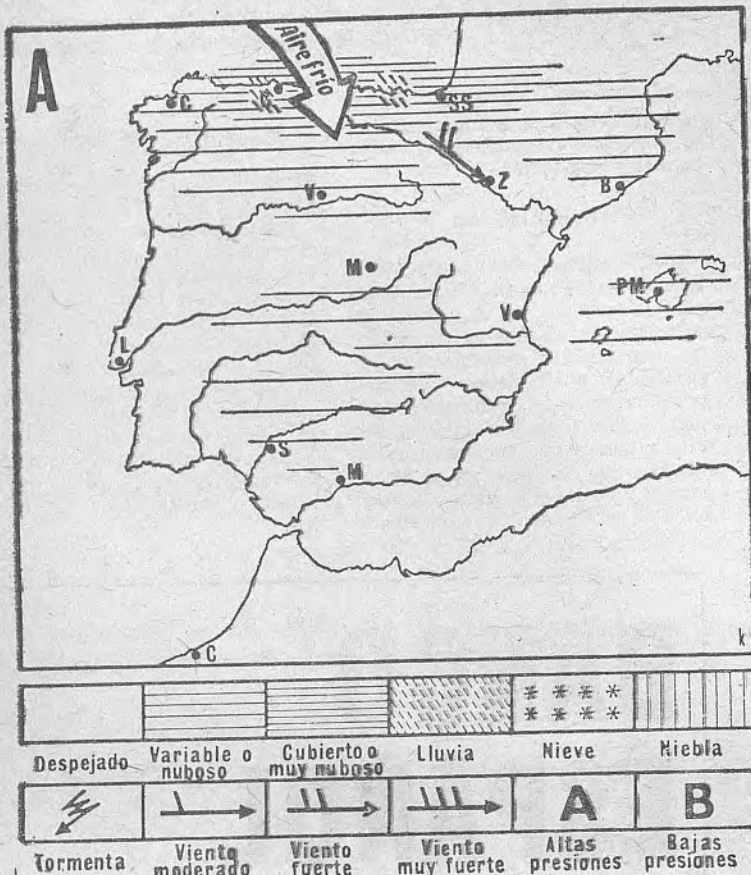 A
Aire frío
C
SS
Z
B
V
M
PM
V
L
S
M
C
k
Despejado
Variable o nuboso
Cubierto o muy nuboso
Lluvia
Nieve
Niebla
A
B
Tormenta
Viento moderado
Viento fuerte
Viento muy fuerte
Altas presiones
Bajas presiones